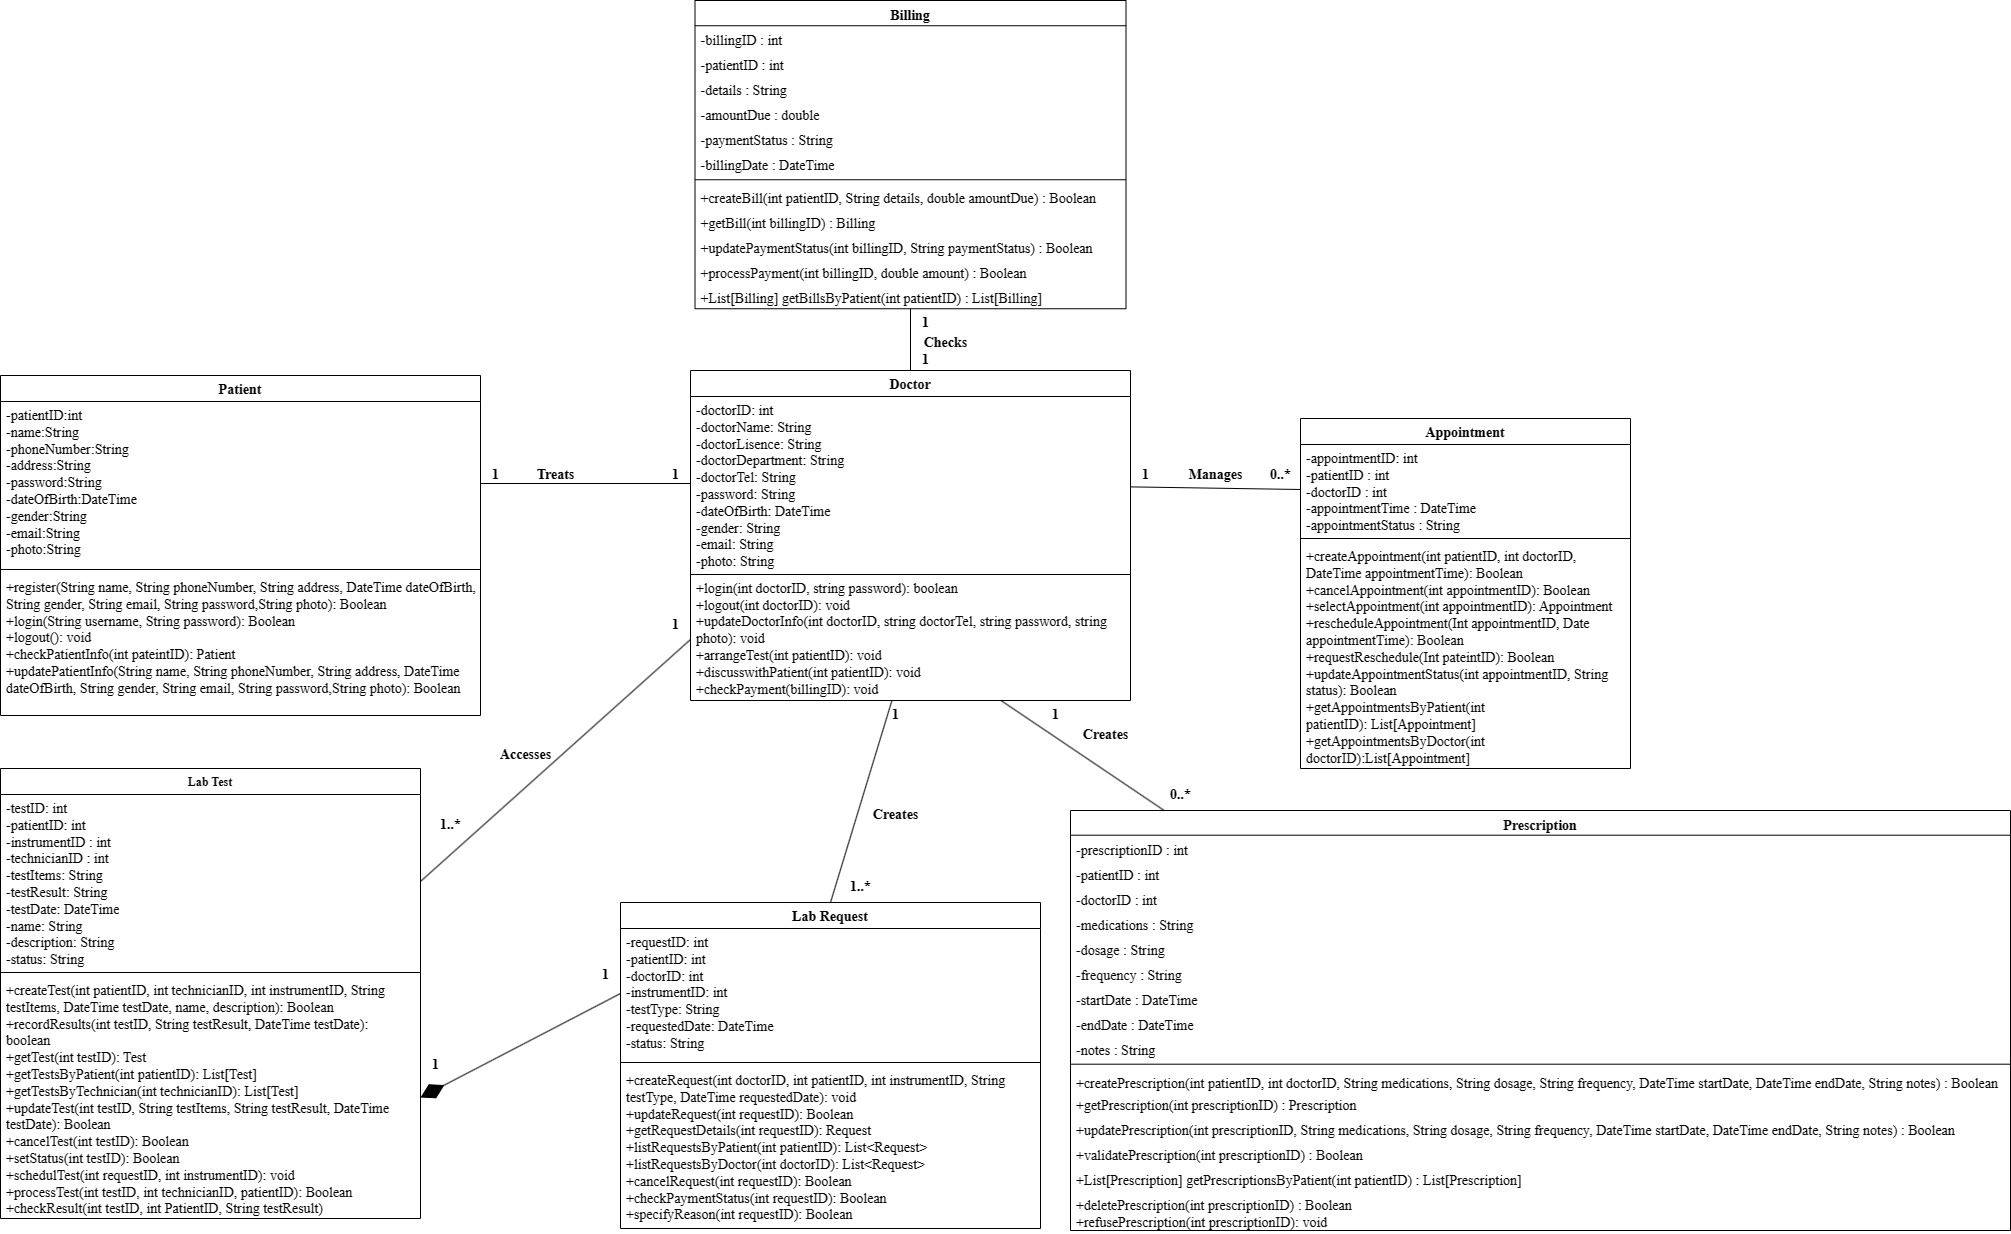 Billing
-billingID : int
-patientID : int
-details : String
-amountDue : double
-paymentStatus : String
-billingDate : DateTime
+createBill(int patientID, String details, double amountDue) : Boolean
+getBill(int billingID) : Billing
+updatePaymentStatus(int billingID, String paymentStatus) : Boolean
+processPayment(int billingID, double amount) : Boolean
+List[Billing] getBillsByPatient(int patientID) : List[Billing]
1
Checks
1
Patient
-patientID:int
-name:String
-phoneNumber:String
-address:String
-password:String
-dateOfBirth:DateTime
-gender:String
-email:String
-photo:String
+register(String name, String phoneNumber, String address, DateTime dateOfBirth,
String gender, String email, String password,String photo): Boolean
+login(String username, String password): Boolean
+logout(): void
+checkPatientInfo(int pateintID): Patient
+updatePatientInfo(String name, String phoneNumber, String address, DateTime
dateOfBirth, String gender, String email, String password,String photo): Boolean
1
Treats
1
Doctor
-doctorID: int
-doctorName: String
-doctorLisence: String
-doctorDepartment: String
-doctorTel: String
-password: String
-dateOfBirth: DateTime
-gender: String
-email: String
-photo: String
+login(int doctorID, string password): boolean
+logout(int doctorID): void
+updateDoctorInfo(int doctorID, string doctorTel, string password, string
photo): void
+arrangeTest(int patientID): void
+discusswithPatient(int patientID): void
+checkPayment(billingID): void
1
Manages
0..*
Appointment
-appointmentID: int
-patientID : int
-doctorID : int
-appointmentTime : DateTime
-appointmentStatus : String
+createAppointment(int patientID, int doctorID,
DateTime appointmentTime): Boolean
+cancelAppointment(int appointmentID): Boolean
+selectAppointment(int appointmentID): Appointment
+rescheduleAppointment(Int appointmentID, Date
appointmentTime): Boolean
+requestReschedule(Int pateintID): Boolean
+updateAppointmentStatus(int appointmentID, String
status): Boolean
+getAppointmentsByPatient(int
patientID): List[Appointment]
+getAppointmentsByDoctor(int
doctorID):List[Appointment]
1
Accesses
1..*
1
Creates
1..*
1
Creates
0..*
Lab Test
-testID: int
-patientID: int
-instrumentID : int
-technicianID : int
-testItems: String
-testResult: String
-testDate: DateTime
-name: String
-description: String
-status: String
+createTest(int patientID, int technicianID, int instrumentID, String
testItems, DateTime testDate, name, description): Boolean
+recordResults(int testID, String testResult, DateTime testDate):
boolean
+getTest(int testID): Test
+getTestsByPatient(int patientID): List[Test]
+getTestsByTechnician(int technicianID): List[Test]
+updateTest(int testID, String testItems, String testResult, DateTime
testDate): Boolean
+cancelTest(int testID): Boolean
+setStatus(int testID): Boolean
+schedulTest(int requestID, int instrumentID): void
+processTest(int testID, int technicianID, patientID): Boolean
+checkResult(int testID, int PatientID, String testResult)
1
1
Lab Request
-requestID: int
-patientID: int
-doctorID: int
-instrumentID: int
-testType: String
-requestedDate: DateTime
-status: String
+createRequest(int doctorID, int patientID, int instrumentID, String
testType, DateTime requestedDate): void
+updateRequest(int requestID): Boolean
+getRequestDetails(int requestID): Request
+listRequestsByPatient(int patientID): List<Request>
+listRequestsByDoctor(int doctorID): List<Request>
+cancelRequest(int requestID): Boolean
+checkPaymentStatus(int requestID): Boolean
+specifyReason(int requestID): Boolean
Prescription
-prescriptionID : int
-patientID : int
-doctorID : int
-medications : String
-dosage : String
-frequency : String
-startDate : DateTime
-endDate : DateTime
-notes : String
+createPrescription(int patientID, int doctorID, String medications, String dosage, String frequency, DateTime startDate, DateTime endDate, String notes) : Boolean
+getPrescription(int prescriptionID) : Prescription
+updatePrescription(int prescriptionID, String medications, String dosage, String frequency, DateTime startDate, DateTime endDate, String notes) : Boolean
+validatePrescription(int prescriptionID) : Boolean
+List[Prescription] getPrescriptionsByPatient(int patientID) : List[Prescription]
+deletePrescription(int prescriptionID) : Boolean
+refusePrescription(int prescriptionID): void